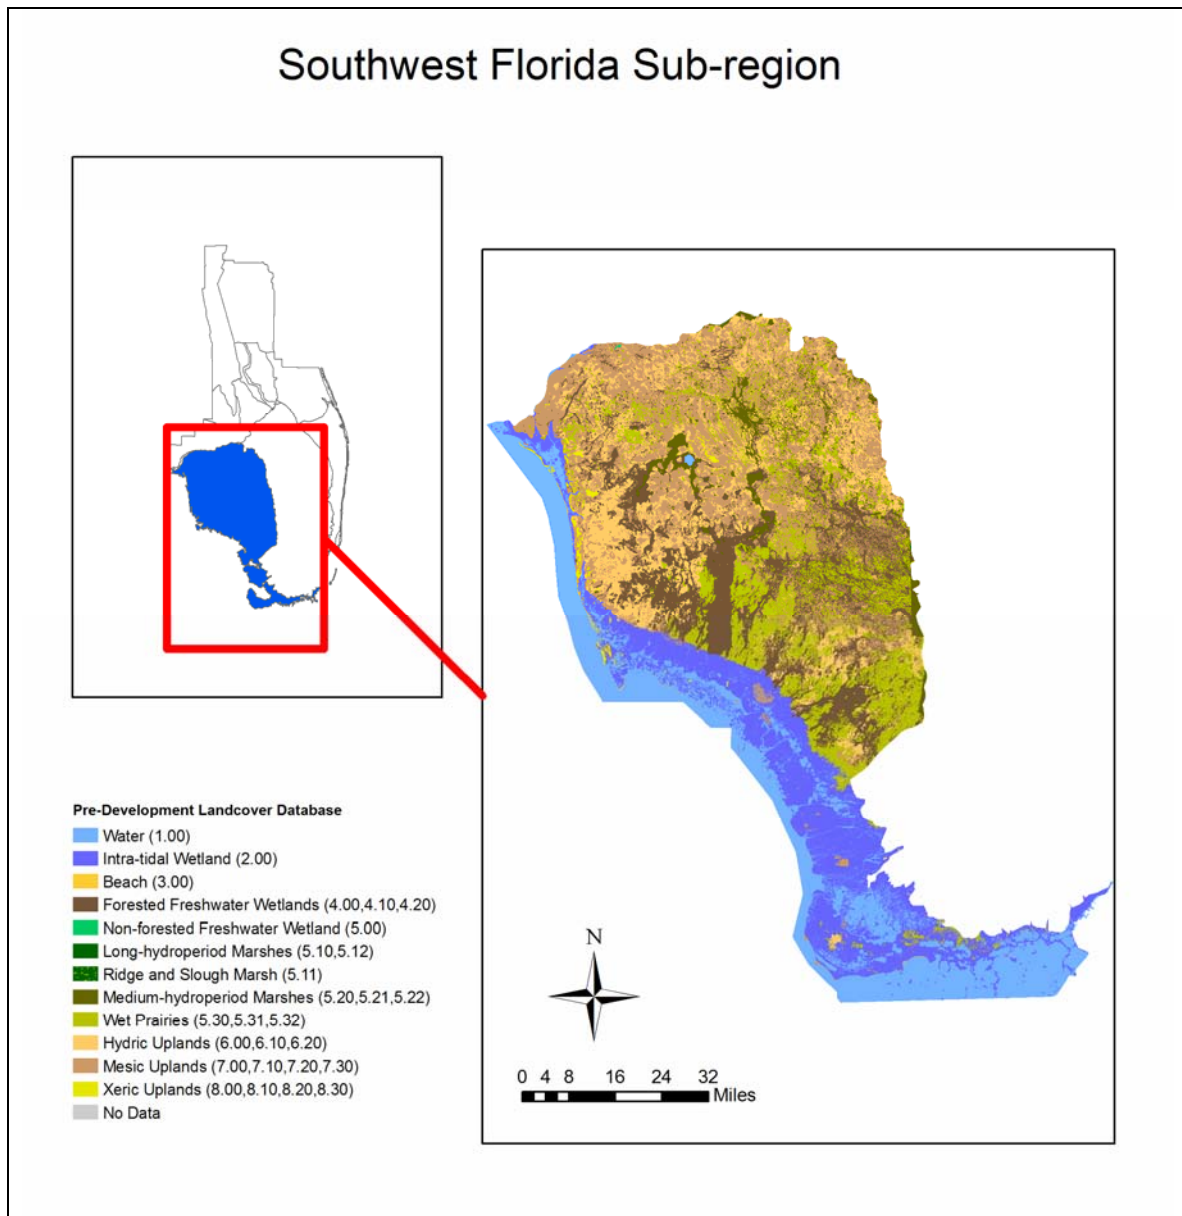 Southwest Florida Sub-region
Pre-Development Landcover Database
Water (1.00)
Intra-tidal Wetland (2.00)
Beach (3.00)
Forested Freshwater Wetlands (4.00,4.10,4.20)
Non-forested Freshwater Wetland (5.00)
Long-hydroperiod Marshes (5.10,5.12)
Ridge and Slough Marsh (5.11)
Medium-hydroperiod Marshes (5.20,5.21,5.22)
Wet Prairies (5.30,5.31,5.32)
Hydric Uplands (6.00,6.10,6.20)
Mesic Uplands (7.00,7.10,7.20,7.30)
Xeric Uplands (8.00,8.10,8.20,8.30)
No Data
N
0 4 8 16 24 32
Miles